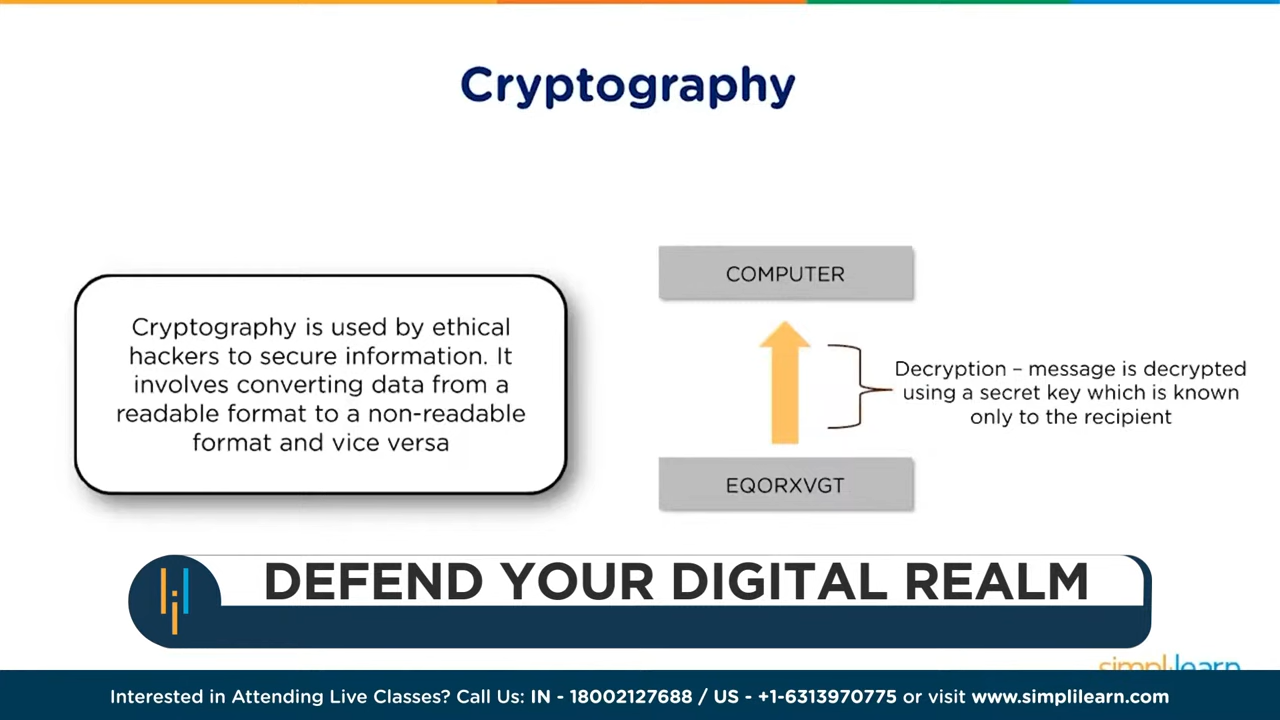 Cryptography
Cryptography is used by ethical
hackers to secure information. It
involves converting data from a
readable format to a non-readable
format and vice versa
COMPUTER
Decryption – message is decrypted
using a secret key which is known
only to the recipient
EQORXVGT
DEFEND YOUR DIGITAL REALM
simplilearn
Interested in Attending Live Classes? Call Us: IN - 18002127688 / US - +1-6313970775 or visit www.simplilearn.com